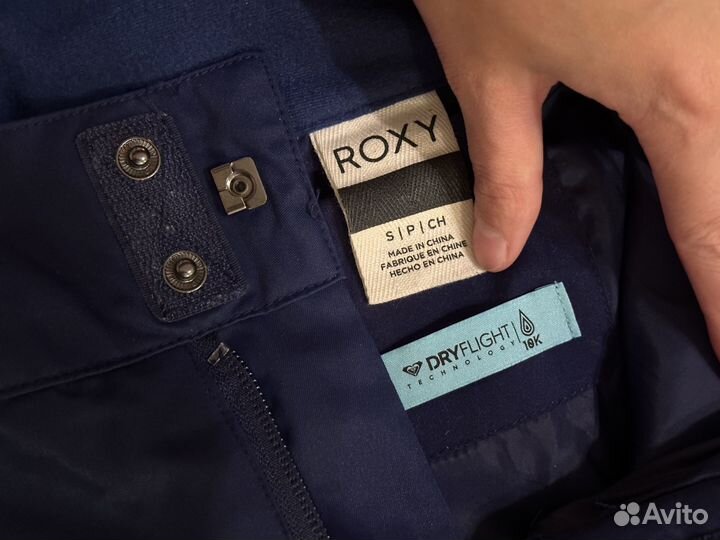 ROXY
S|P|CH
MADE IN CHINA
FABRIQUE EN CHINE
HECHO EN CHINA
DRYFLIGHT
TECHNOLOGY
10K
Avito